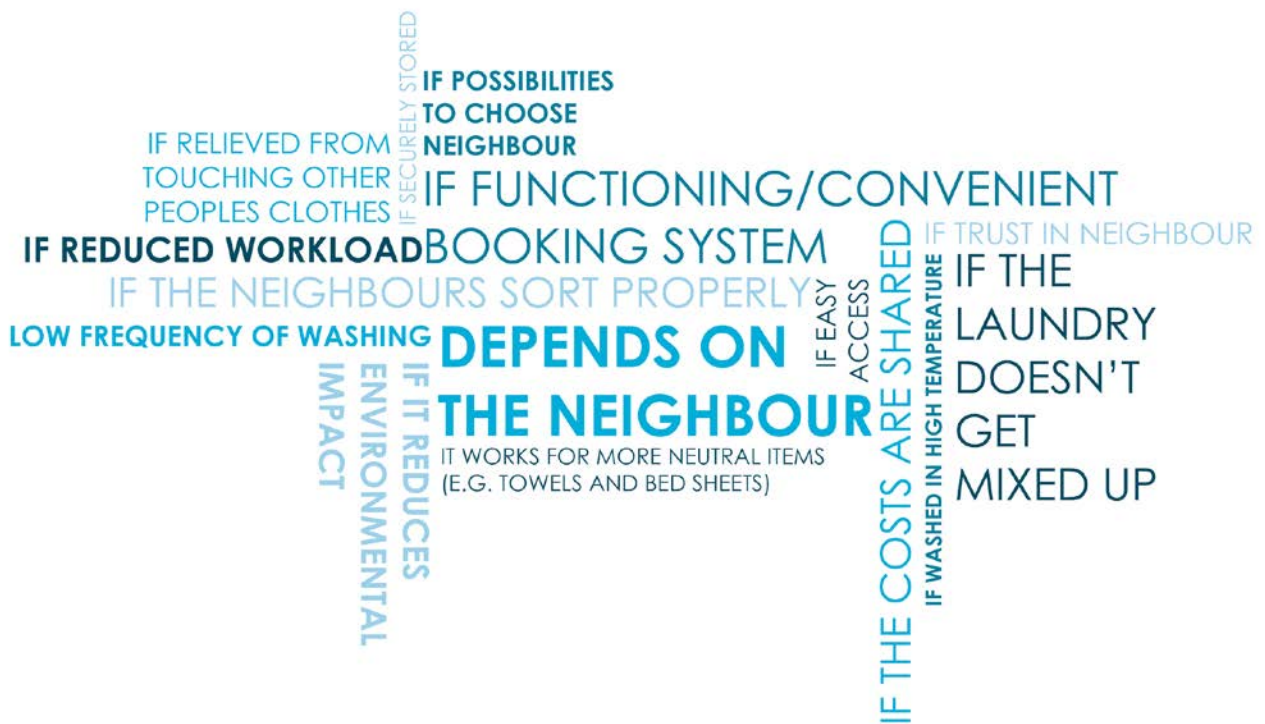 IF SECURELY STORED
IF POSSIBILITIES
TO CHOOSE
NEIGHBOUR
IF RELIEVED FROM
TOUCHING OTHER
PEOPLES CLOTHES
IF FUNCTIONING/CONVENIENT
BOOKING SYSTEM
IF REDUCED WORKLOAD
IF THE NEIGHBOURS SORT PROPERLY
LOW FREQUENCY OF WASHING
DEPENDS ON
THE NEIGHBOUR
IT WORKS FOR MORE NEUTRAL ITEMS
(E.G. TOWELS AND BED SHEETS)
IF IT REDUCES
ENVIRONMENTAL
IMPACT
IF EASY
ACCESS
IF THE COSTS ARE SHARED
IF WASHED IN HIGH TEMPERATURE
IF TRUST IN NEIGHBOUR
IF THE
LAUNDRY
DOESN'T
GET
MIXED UP